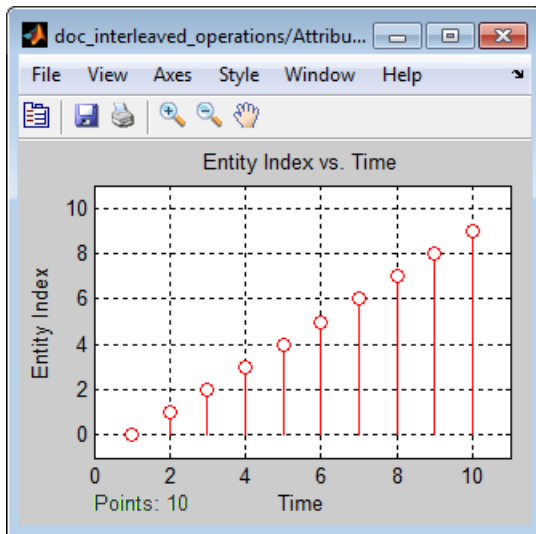 doc_interleaved_operations/Attribu...
File View Axes Style Window Help
Entity Index vs. Time
10
8
6
4
2
0
Entity Index
0 2 4 6 8 10
Points: 10 Time